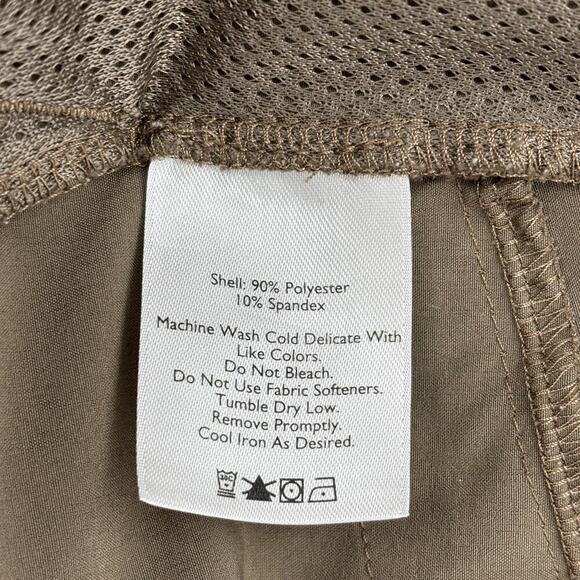 Shell: 90% Polyester
10% Spandex
Machine Wash Cold Delicate With
Like Colors.
Do Not Bleach.
Do Not Use Fabric Softeners.
Tumble Dry Low.
Remove Promptly.
Cool Iron As Desired.
30C